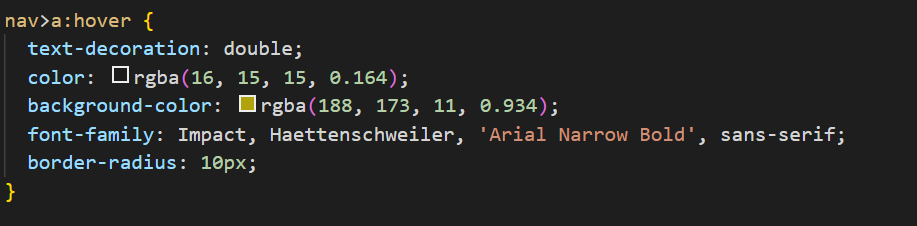 nav>a:hover {
text-decoration: double;
color: rgba(16, 15, 15, 0.164);
background-color: rgba(188, 173, 11, 0.934);
font-family: Impact, Haettenschweiler, 'Arial Narrow Bold', sans-serif;
border-radius: 10px;
}